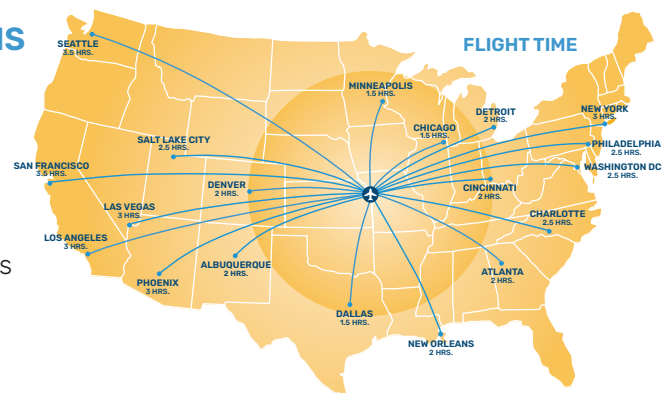 NS
FLIGHT TIME
SEATTLE
3.5 HRS.
MINNEAPOLIS
1.5 HRS.
DETROIT
2 HRS.
NEW YORK
3 HRS.
CHICAGO
1.5 HRS.
SALT LAKE CITY
2.5 HRS.
PHILADELPHIA
2.5 HRS.
SAN FRANCISCO
3.5 HRS.
WASHINGTON DC
2.5 HRS.
DENVER
2 HRS.
CINCINNATI
2 HRS.
LAS VEGAS
3 HRS.
CHARLOTTE
2.5 HRS.
LOS ANGELES
3 HRS.
S
ALBUQUERQUE
2 HRS.
ATLANTA
2 HRS.
PHOENIX
3 HRS.
DALLAS
1.5 HRS.
NEW ORLEANS
2 HRS.